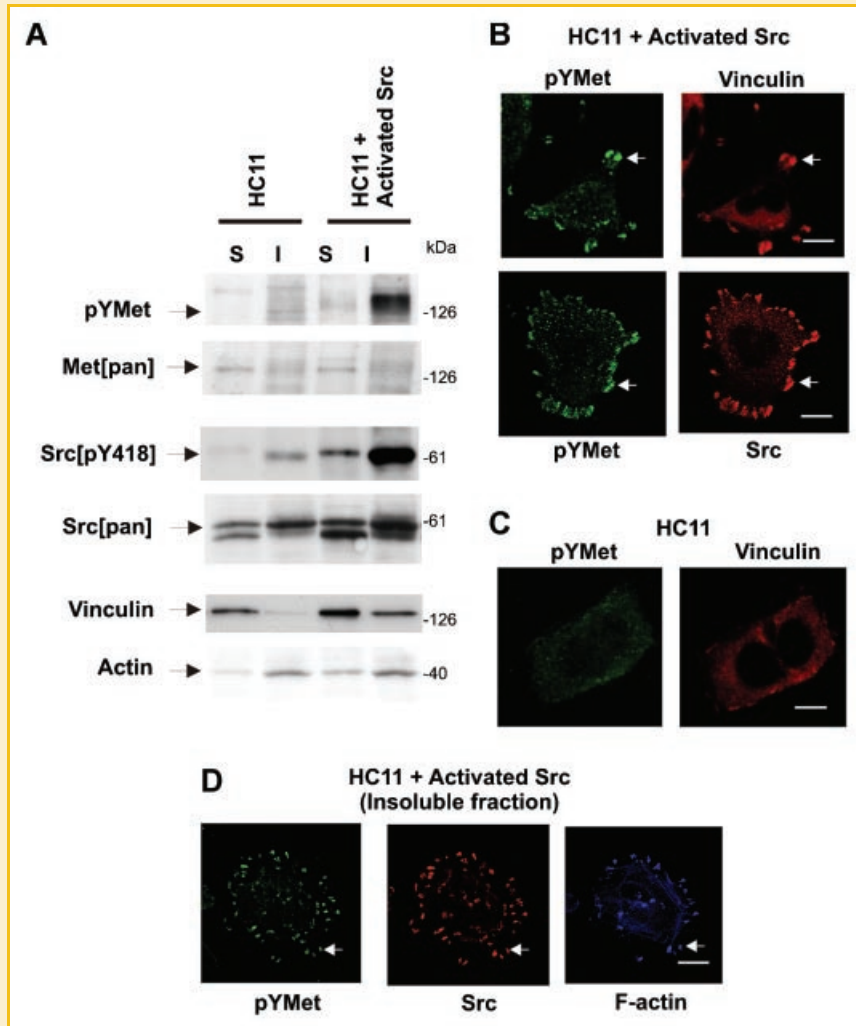 A
HC11
HC11 +
Activated Src
S I S I kDa
pYMet
-126
Met[pan]
-126
Src[pY418]
-61
Src[pan]
-61
Vinculin
-126
Actin
-40
B
HC11 + Activated Src
pYMet Vinculin
pYMet Src
C
HC11
pYMet Vinculin
D
HC11 + Activated Src
(Insoluble fraction)
pYMet Src F-actin